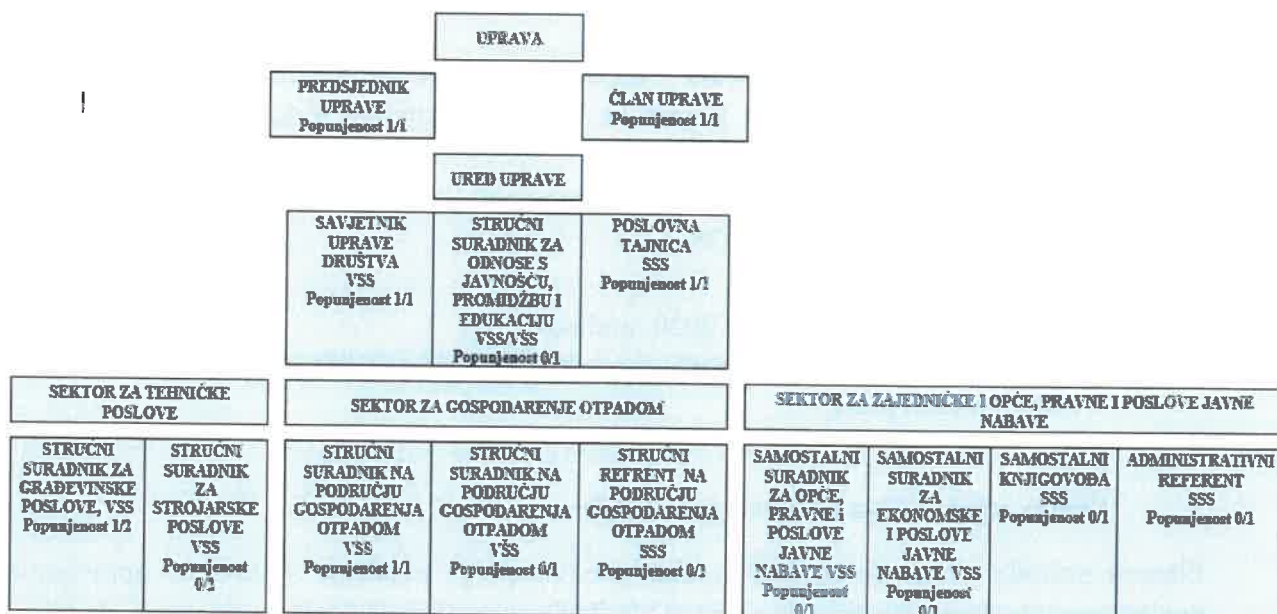 UPRAVA
PREDSJEDNIK
UPRAVE
Popunjenost 1/1
ČLAN UPRAVE
Popunjenost 1/1
URED UPRAVE
SAVJETNIK
UPRAVE
DRUŠTVA
VSS
Popunjenost 1/1
STRUČNI
SURADNIK ZA
ODNOSE S
JAVNOŠĆU,
PROMIDŽBU I
EDUKACIJU
VSS/VŠS
Popunjenost 0/1
POSLOVNA
TAJNICA
SSS
Popunjenost 1/1
SEKTOR ZA TEHNIČKE
POSLOVE
SEKTOR ZA GOSPODARENJE OTPADOM
SEKTOR ZA ZAJEDNIČKE I OPĆE, PRAVNE I POSLOVE JAVNE
NABAVE
STRUČNI
SURADNIK ZA
GRAĐEVINSKE
POSLOVE, VSS
Popunjenost 1/2
STRUČNI
SURADNIK
ZA
STROJARSKE
POSLOVE
VSS
Popunjenost
STRUČNI
SURADNIK NA
PODRUČJU
GOSPODARENJA
OTPADOM
VSS
Popunjenost 1/1
STRUČNI
SURADNIK NA
PODRUČJU
GOSPODARENJA
OTPADOM
VŠS
Popunjenost 0/1
STRUČNI
REFRENT NA
PODRUČJU
GOSPODARENJA
OTPADOM
SSS
Popunjenost 0/1
SAMOSTALNI
SURADNIK
ZA OPĆE,
PRAVNE I
POSLOVE
JAVNE
NABAVE VSS
Popunjenost
0/1
SAMOSTALNI
SURADNIK
ZA
EKONOMSKE
I POSLOVE
JAVNE
NABAVE VSS
Popunjenost
0/1
SAMOSTALNI
KNJIGOVOĐA
SSS
Popunjenost 0/1
ADMINISTRATIVNI
REFERENT
SSS
Popunjenost 0/1